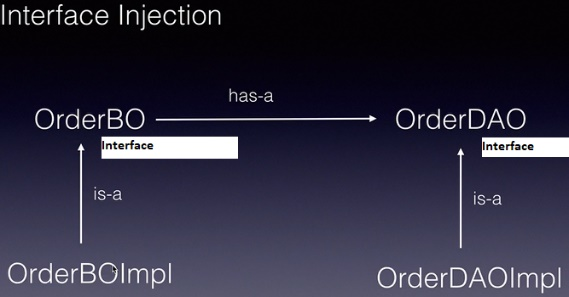 Interface Injection
has-a
OrderBO
OrderDAO
Interface
Interface
is-a
is-a
OrderBOImpl
OrderDAOImpl